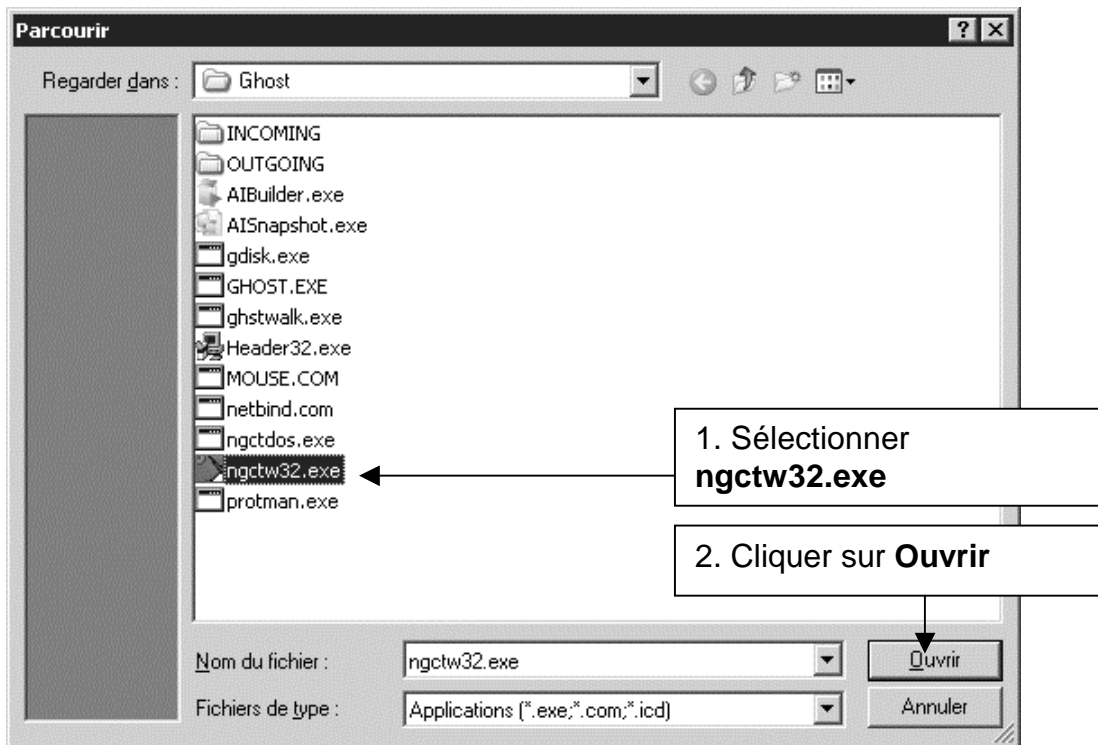 Parcourir
Regarder dans :
Ghost
INCOMING
OUTGOING
AIBuilder.exe
AISnapshot.exe
gdisk.exe
GHOST.EXE
ghstwalk.exe
Header32.exe
MOUSE.COM
netbind.com
ngctdos.exe
ngctw32.exe
protman.exe
1. Sélectionner
ngctw32.exe
2. Cliquer sur Ouvrir
Nom du fichier :
ngctw32.exe
Ouvrir
Fichiers de type :
Applications (*.exe;*.com;*.icd)
Annuler